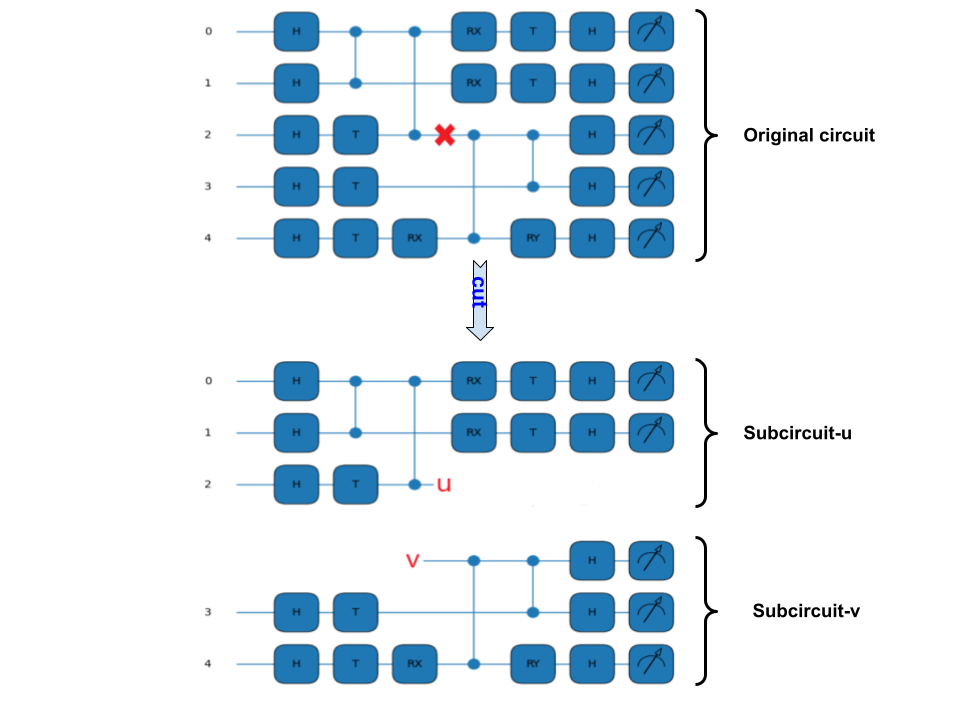 0 H RX T H
1 H RX T H
2 H T H
3 H T H
4 H T RX RY H
Original circuit
cut
0 H RX T H
1 H RX T H
2 H T u
Subcircuit-u
v H
3 H T H
4 H T RX RY H
Subcircuit-v